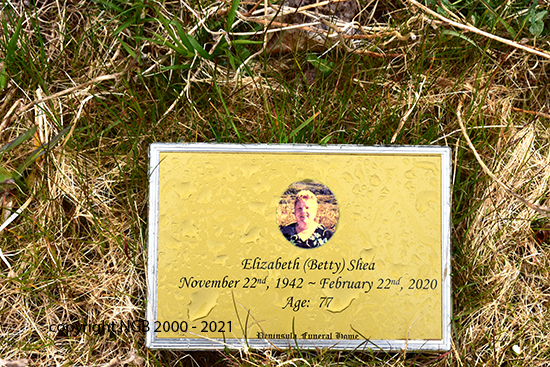 Elizabeth (Betty) Shea
November 22nd, 1942 ~ February 22nd, 2020
Age: 77
copyright NGB 2000 - 2021
Peninsula Funeral Home